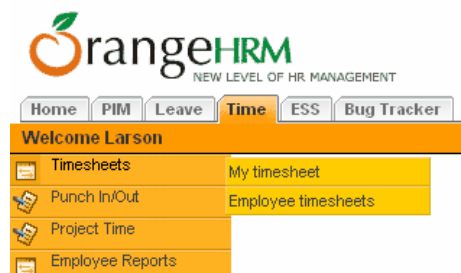 OrangeHRM
NEW LEVEL OF HR MANAGEMENT
Home PIM Leave Time ESS Bug Tracker
Welcome Larson
Timesheets My timesheet
Punch In/Out Employee timesheets
Project Time
Employee Reports